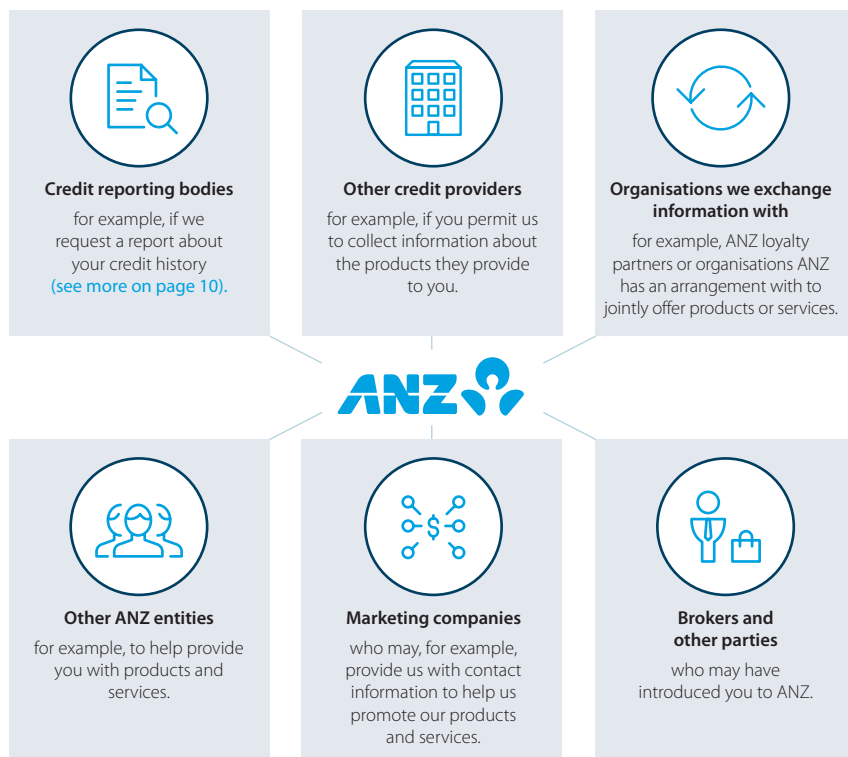 Credit reporting bodies
for example, if we
request a report about
your credit history
(see more on page 10).
Other credit providers
for example, if you permit us
to collect information about
the products they provide
to you.
Organisations we exchange
information with
for example, ANZ loyalty
partners or organisations ANZ
has an arrangement with to
jointly offer products or services.
ANZ
Other ANZ entities
for example, to help provide
you with products and
services.
$
Marketing companies
who may, for example,
provide us with contact
information to help us
promote our products
and services.
Brokers and
other parties
who may have
introduced you to ANZ.